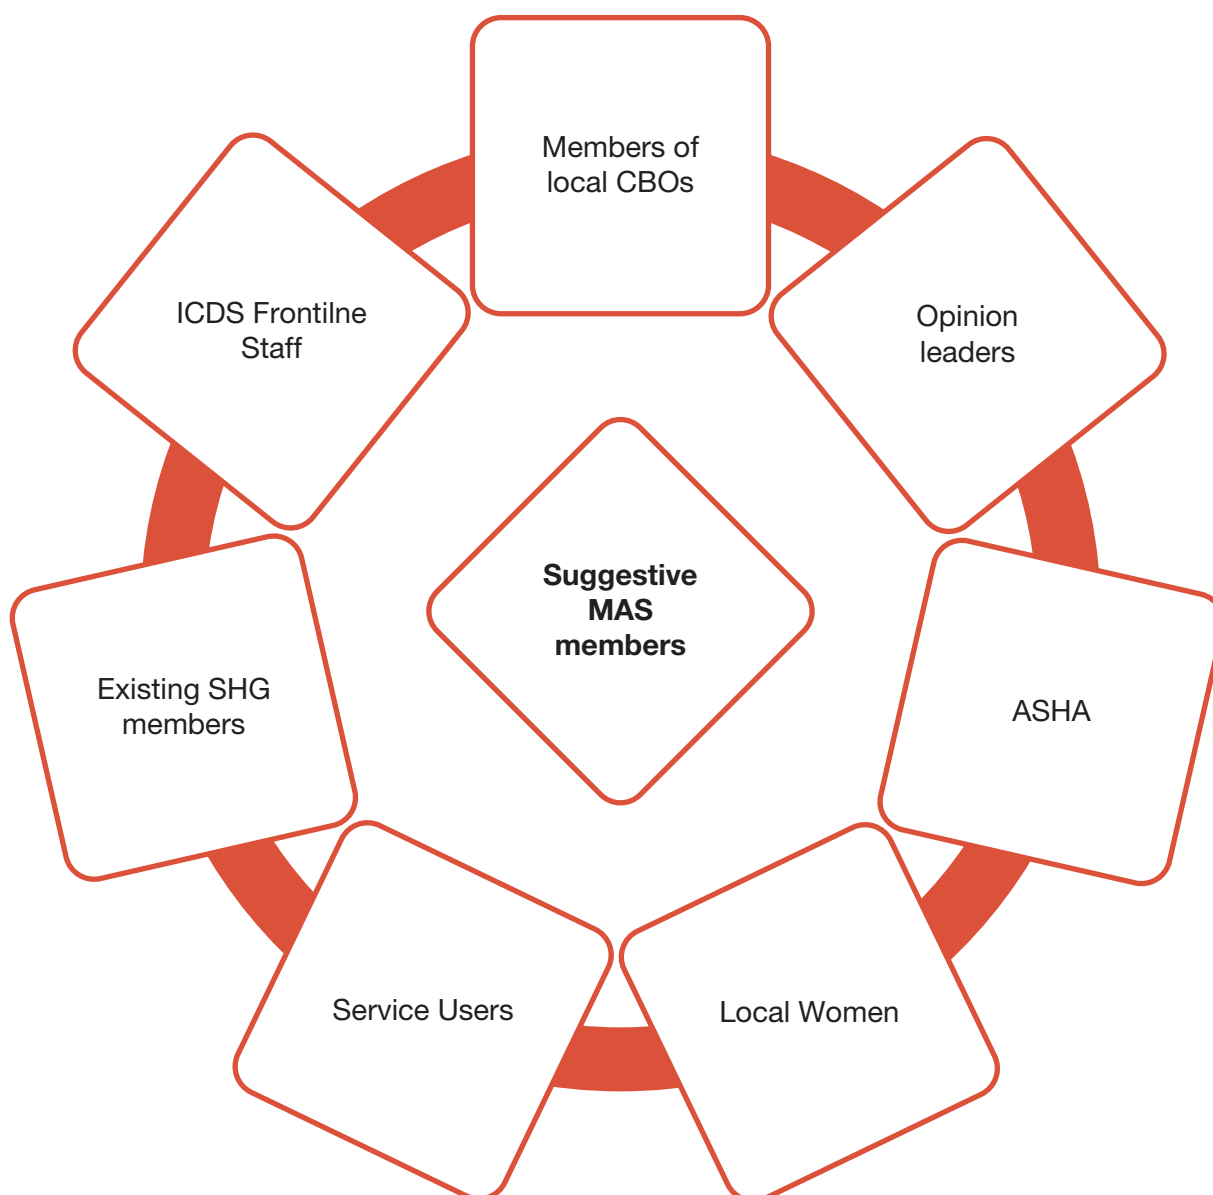 Members of
local CBOs
Opinion
leaders
ASHA
Local Women
Service Users
Existing SHG
members
ICDS Frontilne
Staff
Suggestive
MAS
members